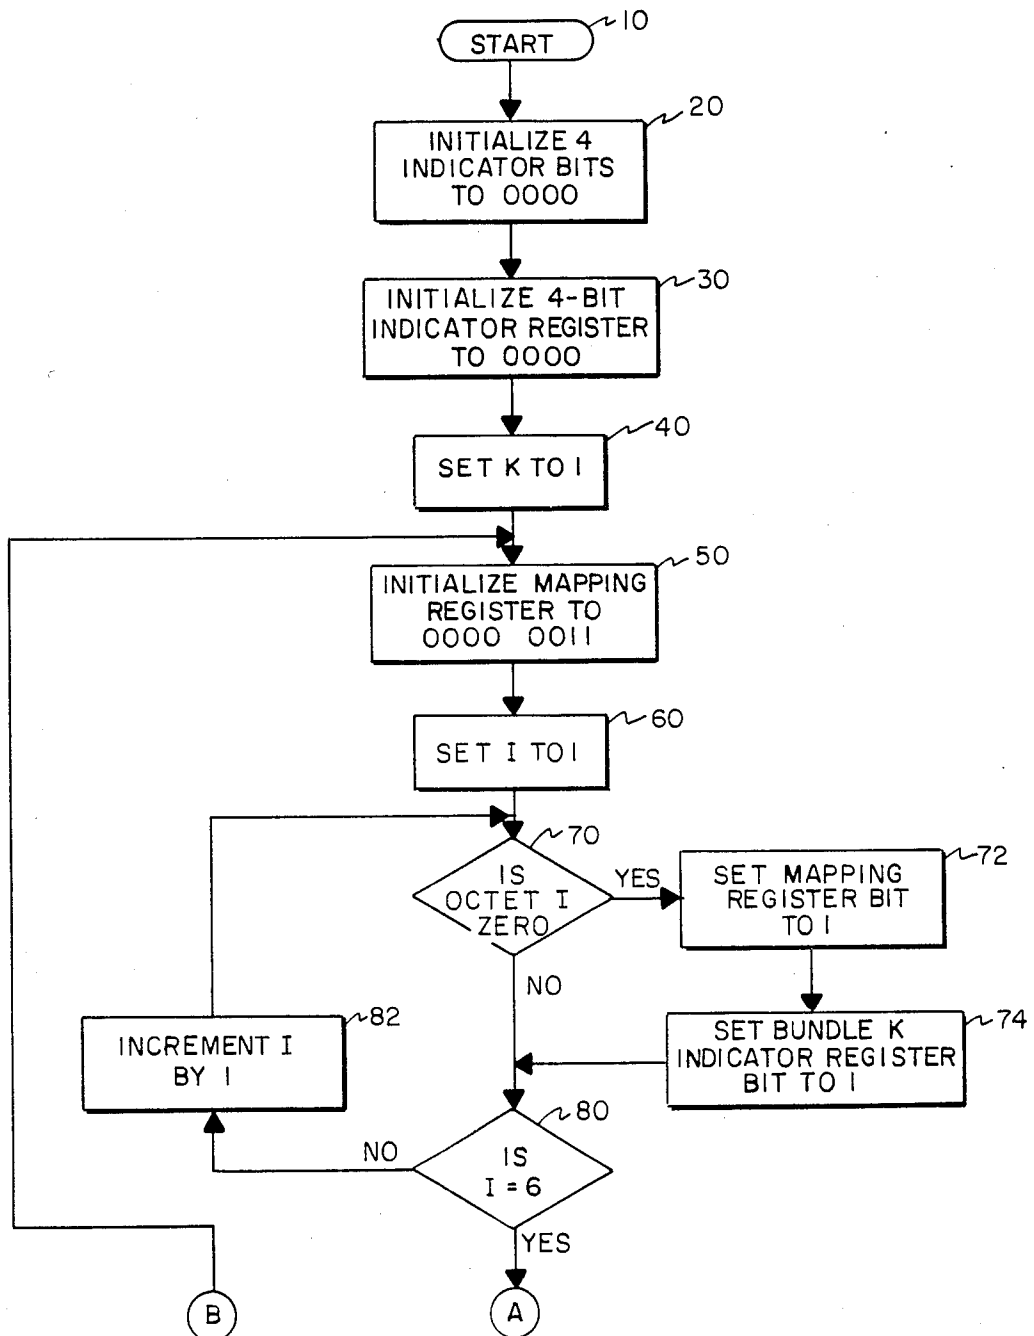 10
START
20
INITIALIZE 4
INDICATOR BITS
TO 0000
30
INITIALIZE 4-BIT
INDICATOR REGISTER
TO 0000
40
SET K TO 1
50
INITIALIZE MAPPING
REGISTER TO
0000 0011
60
SET I TO 1
70
IS
OCTET I
ZERO
YES
72
SET MAPPING
REGISTER BIT
TO 1
NO
74
SET BUNDLE K
INDICATOR REGISTER
BIT TO 1
82
INCREMENT I
BY 1
80
IS
I = 6
NO
YES
B
A